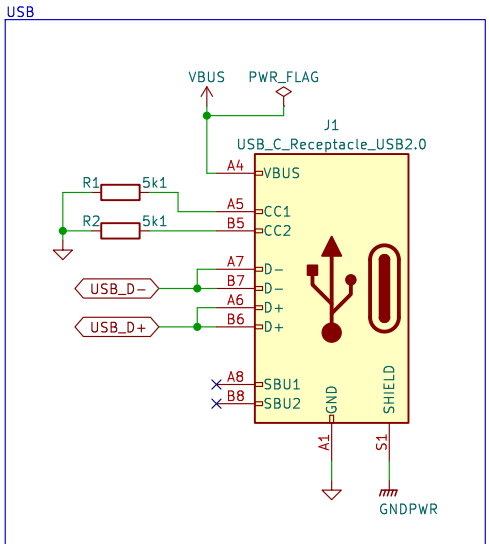 USB
VBUS PWR_FLAG
J1
USB_C_Receptacle_USB2.0
A4 VBUS
R1 5k1
A5 CC1
R2 5k1
B5 CC2
A7 D-
USB_D- B7 D-
A6 D+
USB_D+ B6 D+
A8 SBU1
B8 SBU2
GND
SHIELD
A1
S1
GNDPWR